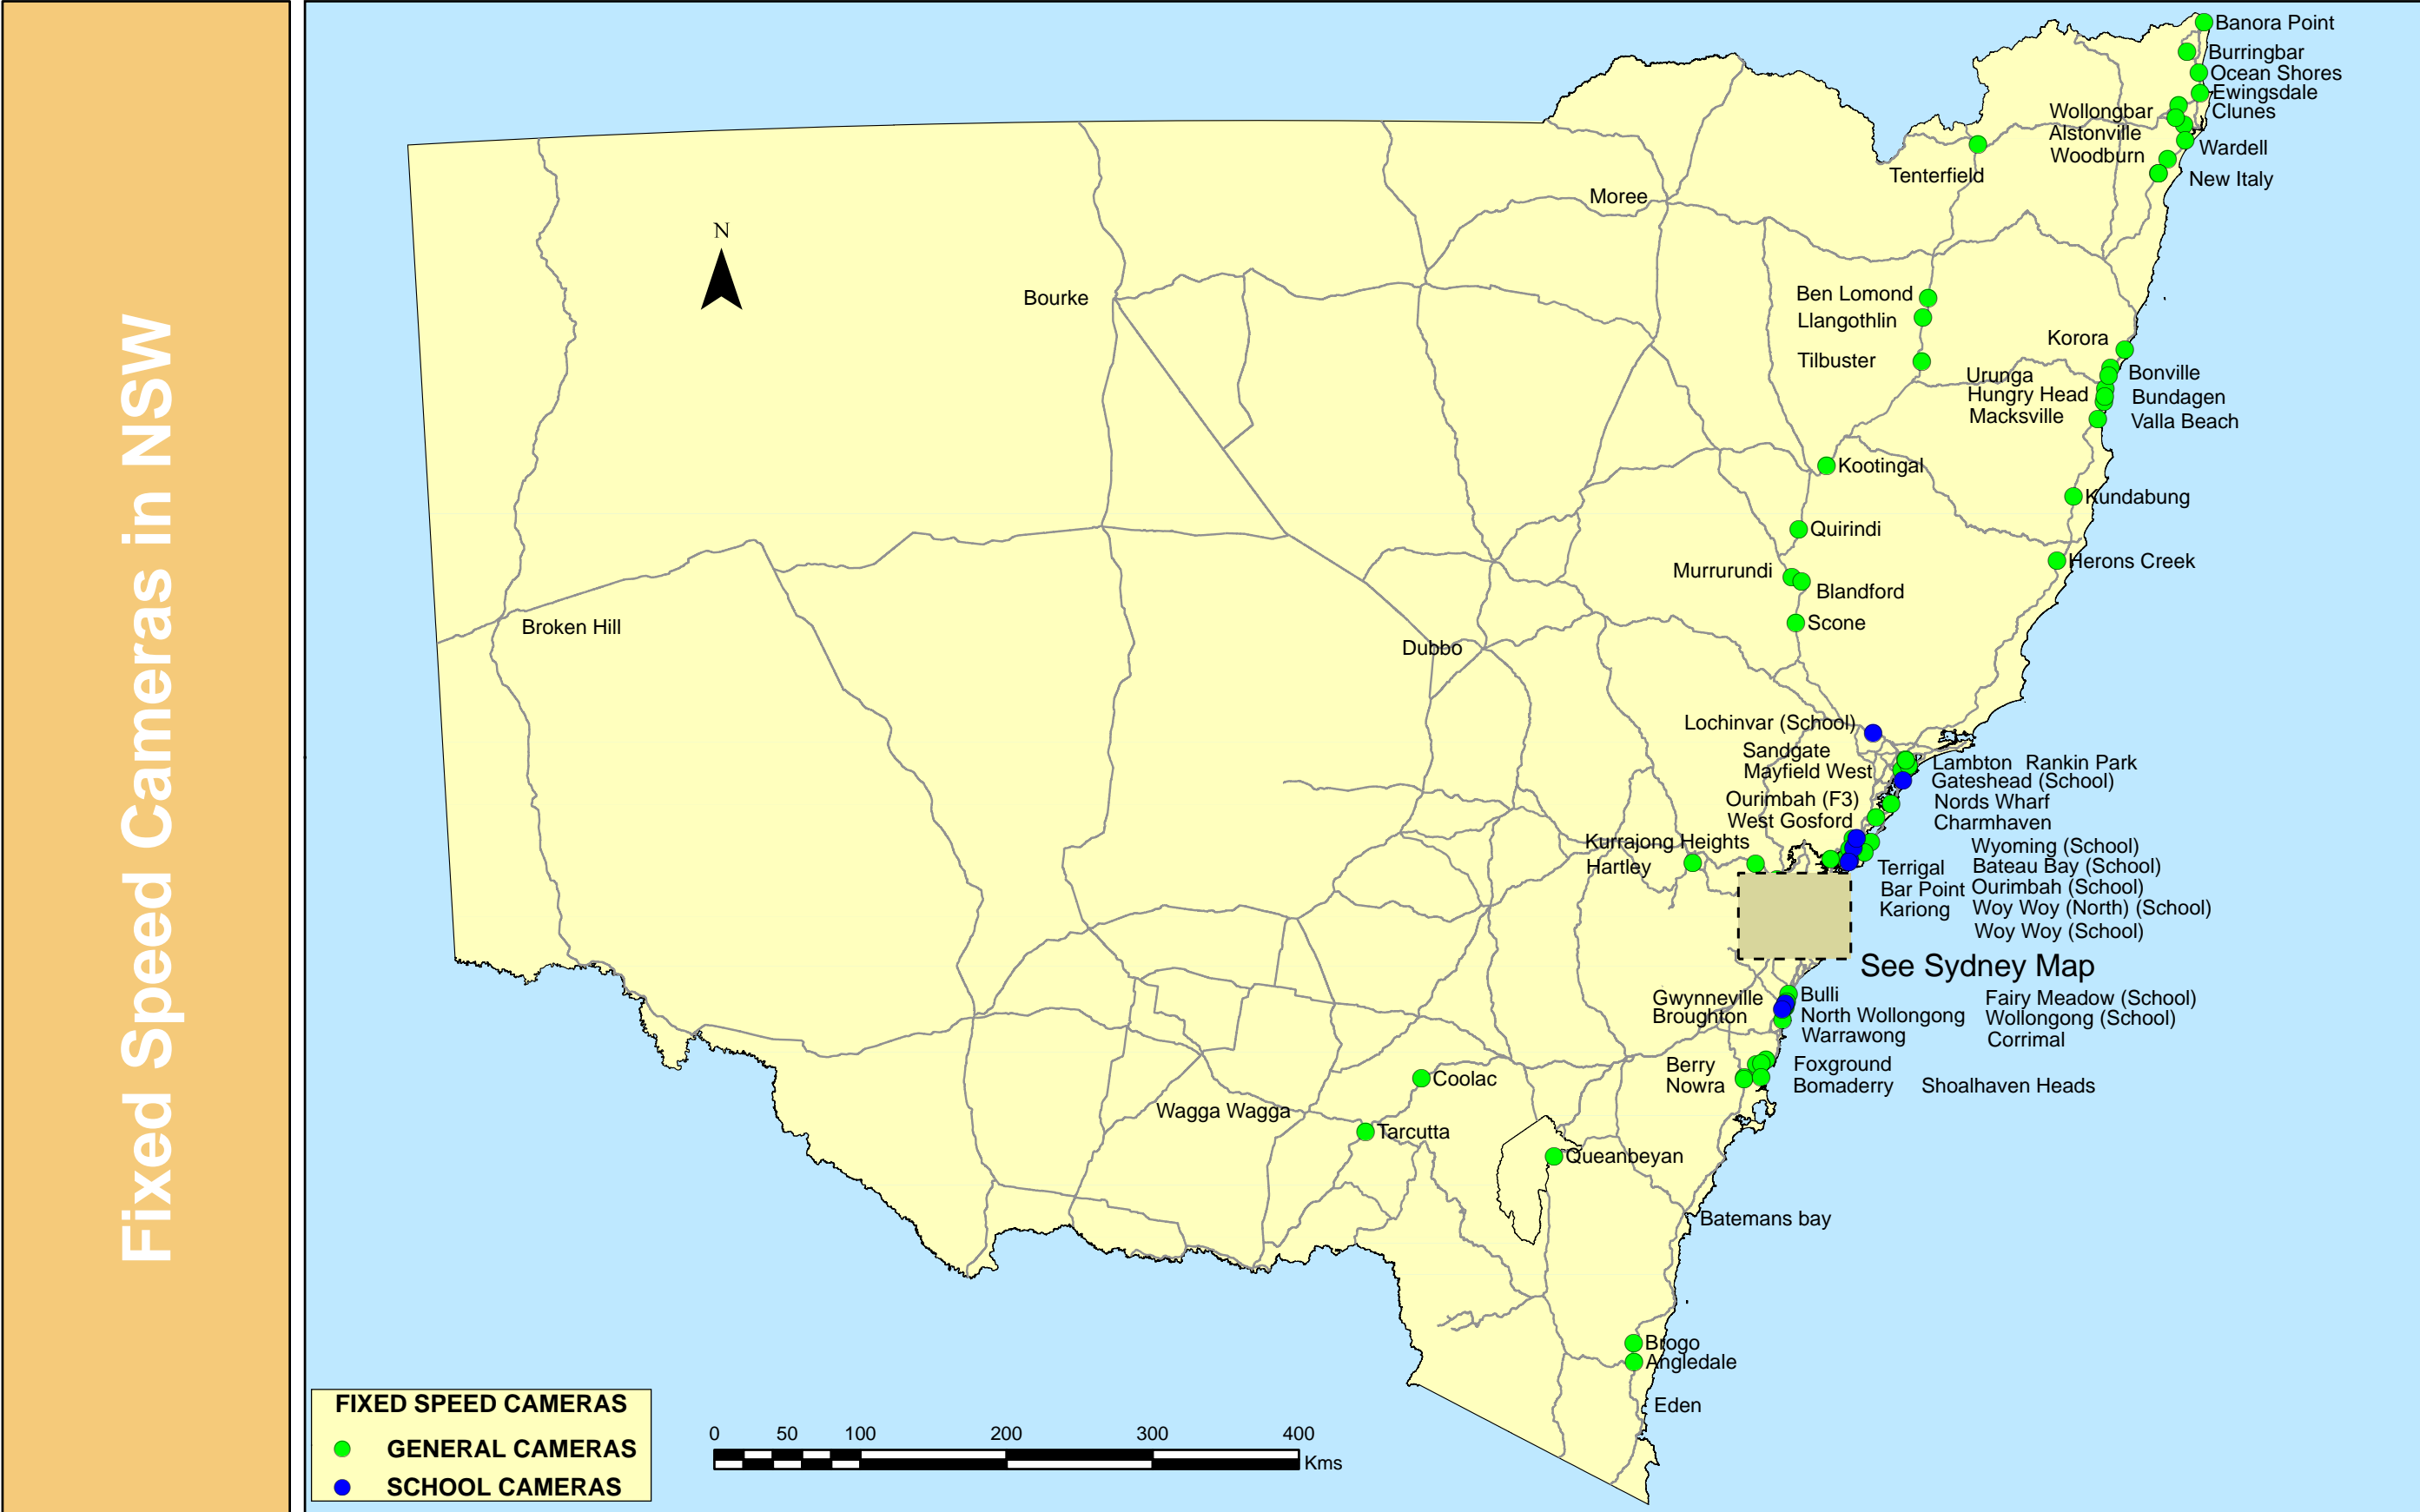 Fixed Speed Cameras in NSW
N
Banora Point
Burringbar
Ocean Shores
Ewingsdale
Wollongbar
Clunes
Alstonville
Wardell
Woodburn
New Italy
Tenterfield
Moree
Bourke
Ben Lomond
Llangothlin
Korora
Tilbuster
Urunga
Bonville
Hungry Head
Bundagen
Macksville
Valla Beach
Kootingal
Kundabung
Quirindi
Herons Creek
Murrurundi
Blandford
Scone
Broken Hill
Dubbo
Lochinvar (School)
Sandgate
Lambton Rankin Park
Mayfield West
Gateshead (School)
Ourimbah (F3)
Nords Wharf
West Gosford
Charmhaven
Kurrajong Heights
Wyoming (School)
Hartley
Terrigal
Bateau Bay (School)
Bar Point
Ourimbah (School)
Kariong
Woy Woy (North) (School)
Woy Woy (School)
See Sydney Map
Gwynneville
Bulli
Fairy Meadow (School)
Broughton
North Wollongong
Wollongong (School)
Warrawong
Corrimal
Berry
Foxground
Nowra
Bomaderry
Shoalhaven Heads
Coolac
Wagga Wagga
Tarcutta
Queanbeyan
Batemans bay
Brogo
Angledale
Eden
FIXED SPEED CAMERAS
GENERAL CAMERAS
SCHOOL CAMERAS
0 50 100 200 300 400
Kms